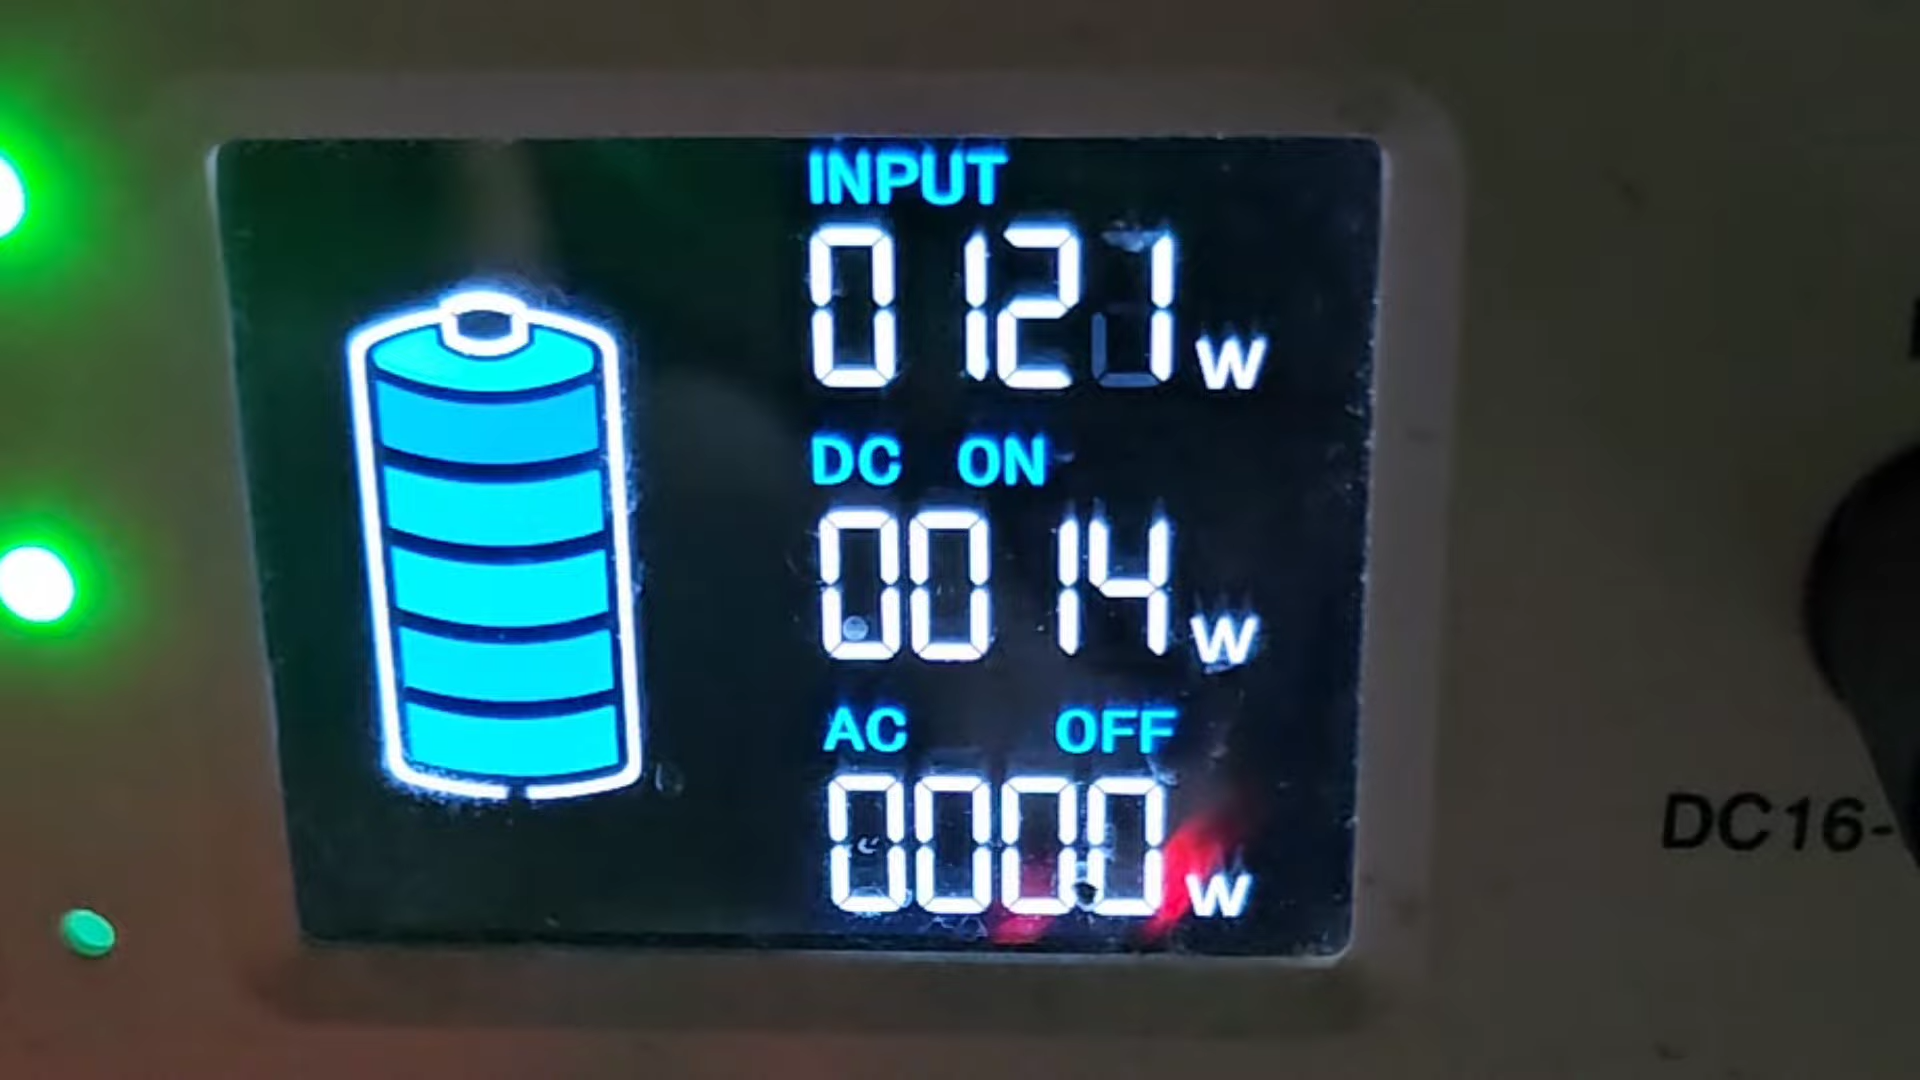 INPUT
0121 W
DC ON
0014 W
AC OFF
0000 W
DC16-